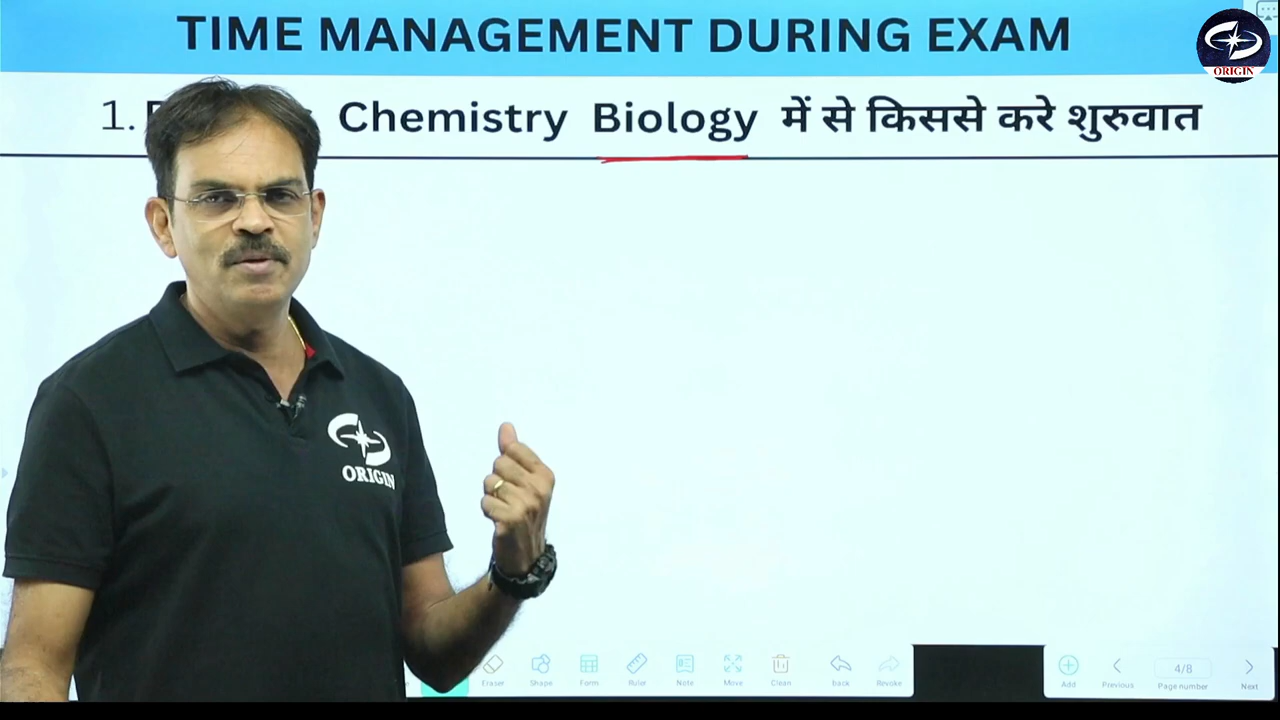 TIME MANAGEMENT DURING EXAM
ORIGIN
1. Chemistry Biology में से किससे करे शुरुवात
ORIGIN
Eraser Shape Form Ruler Note Move Clean back Revoke Add Previous Page number Next
4/8